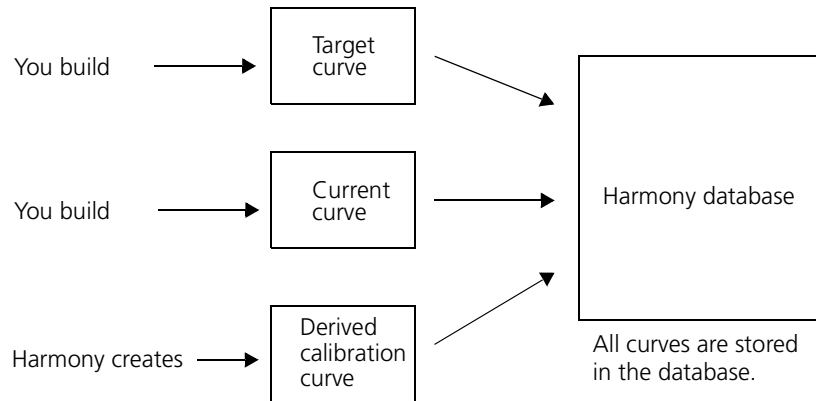 You build
Target
curve
You build
Current
curve
Harmony creates
Derived
calibration
curve
Harmony database
All curves are stored
in the database.